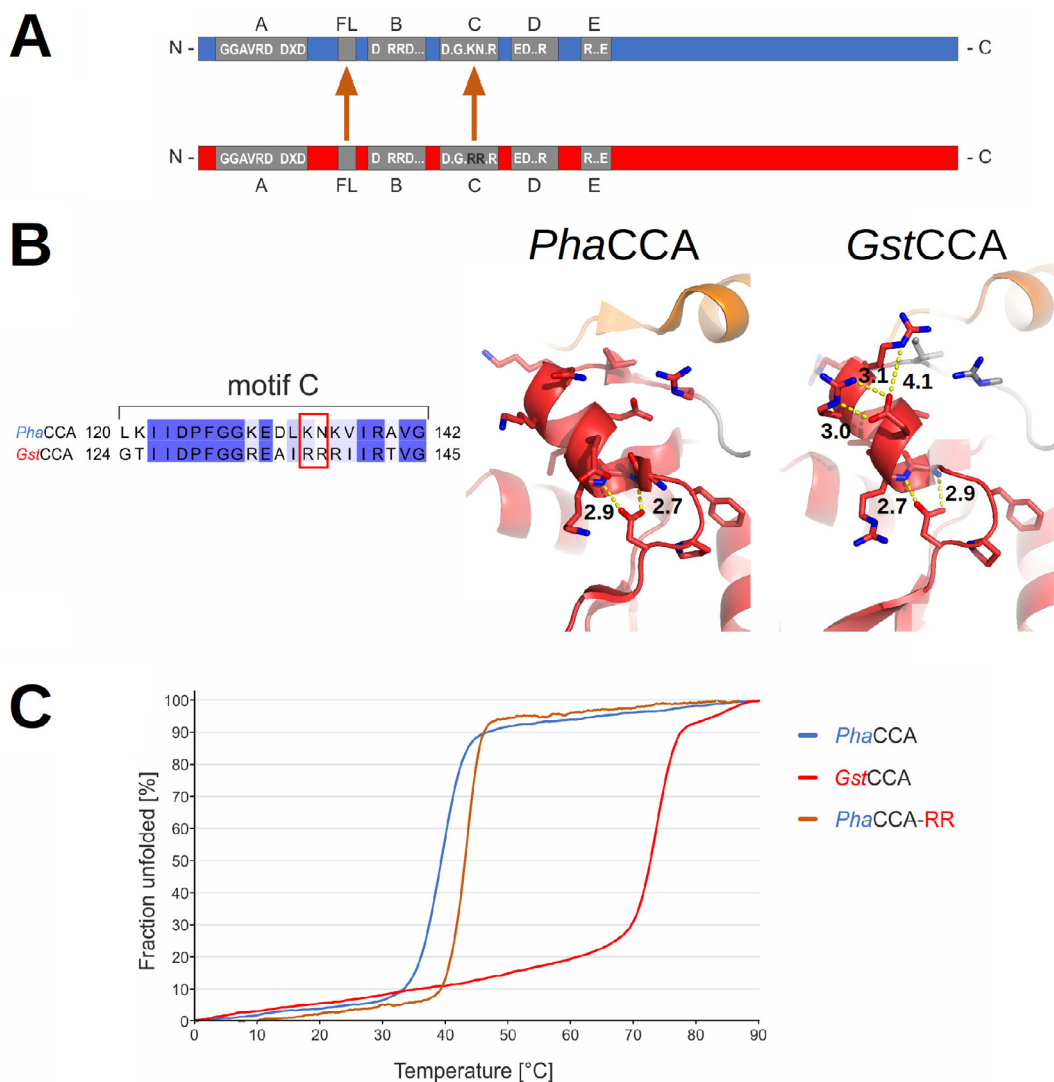 A
A FL B C D E
N - GGAVRD DXD D RRD... D.G.KN.R ED..R R..E - C
N - GGAVRD DXD D RRD... D.G.RR.R ED..R R..E - C
A FL B C D E
B
PhaCCA GstCCA
motif C
PhaCCA 120 LKIIDPFGGKEDLKNKVIRAVG 142
GstCCA 124 GTIIDPFGGREAIRRRIIRTVG 145
2.9 2.7
3.1 4.1
3.0
2.7 2.9
C
Fraction unfolded [%]
100
90
80
70
60
50
40
30
20
10
0
0 10 20 30 40 50 60 70 80 90
Temperature [°C]
PhaCCA
GstCCA
PhaCCA-RR